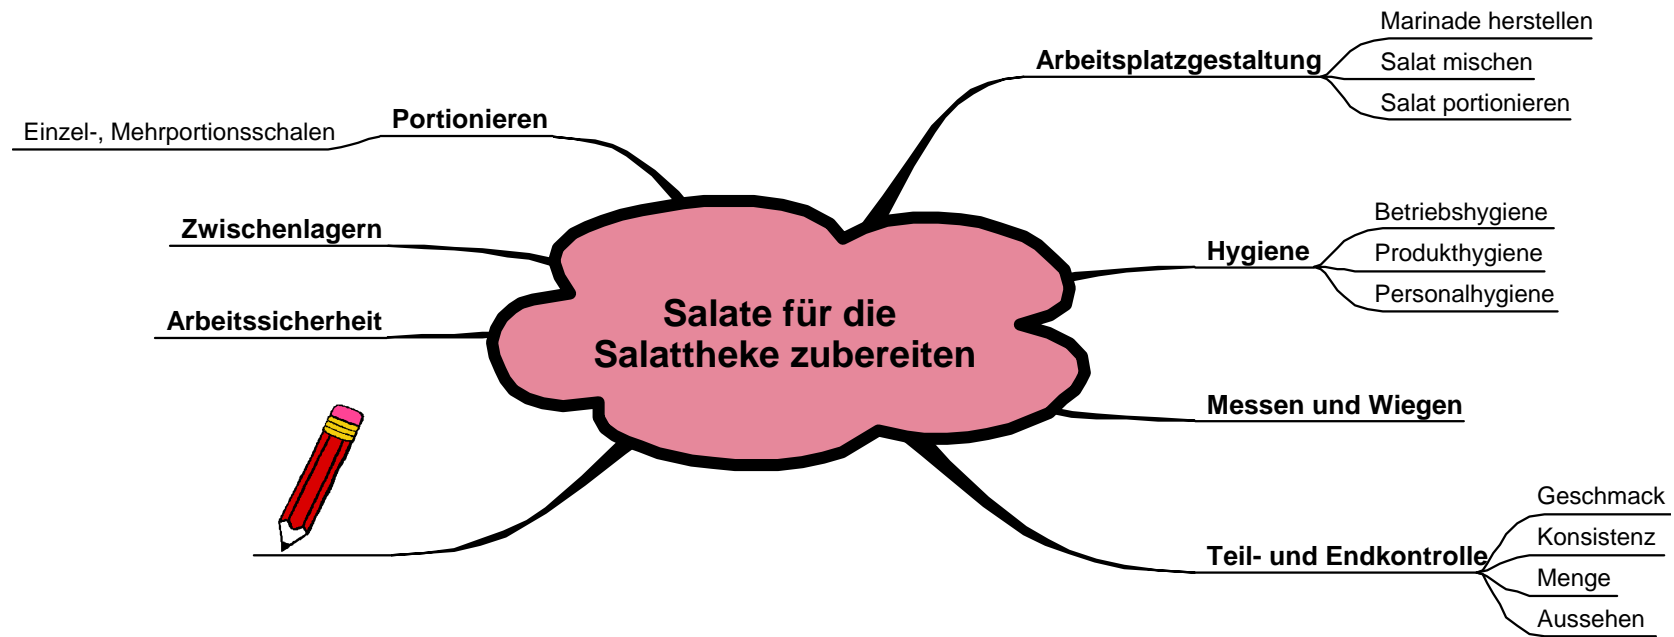 Salate für die
Salattheke zubereiten
Arbeitsplatzgestaltung
Marinade herstellen
Salat mischen
Salat portionieren
Hygiene
Betriebshygiene
Produkthygiene
Personalhygiene
Messen und Wiegen
Teil- und Endkontrolle
Geschmack
Konsistenz
Menge
Aussehen
Portionieren
Einzel-, Mehrportionsschalen
Zwischenlagern
Arbeitssicherheit